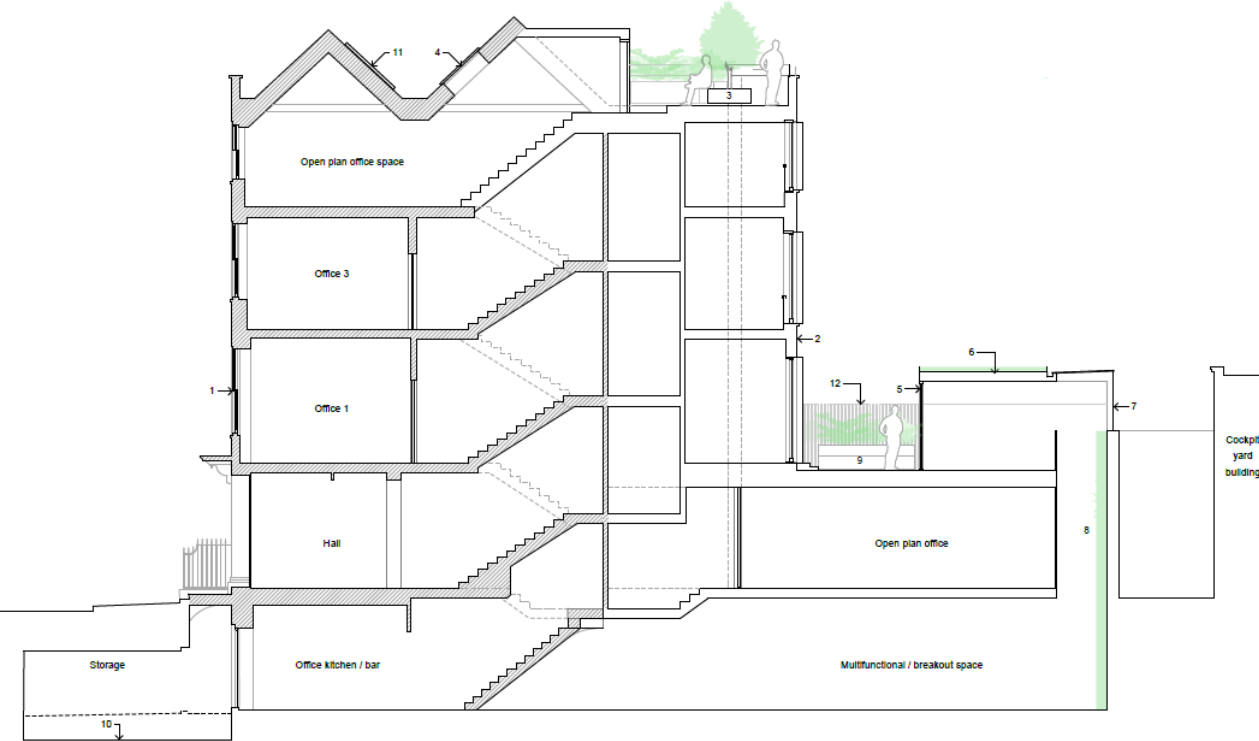 11
4
3
Open plan office space
Office 3
2
6
12
5
1
7
Office 1
Cockpit
yard
building
9
8
Hall
Open plan office
Storage
Office kitchen / bar
Multifunctional / breakout space
10